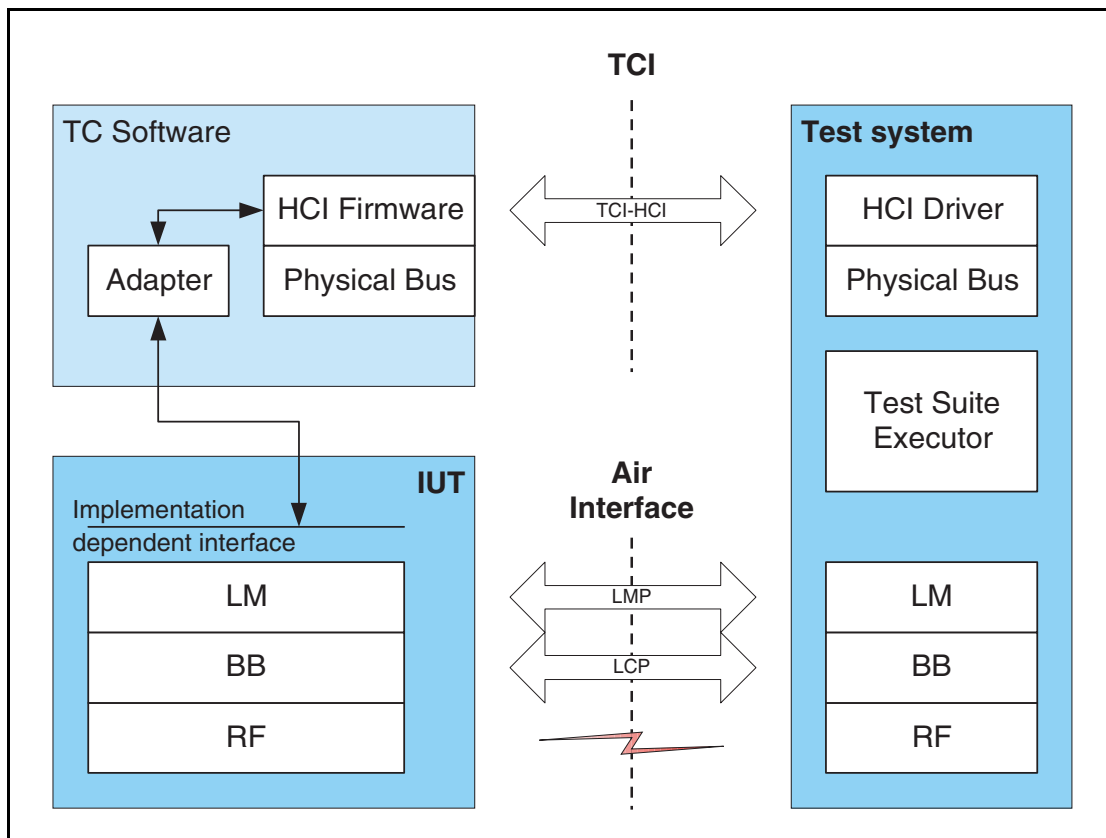 TCI
TC Software
HCI Firmware
Adapter
Physical Bus
TCI-HCI
Test system
HCI Driver
Physical Bus
Test Suite
Executor
IUT
Implementation
dependent interface
LM
BB
RF
Air
Interface
LMP
LCP
LM
BB
RF